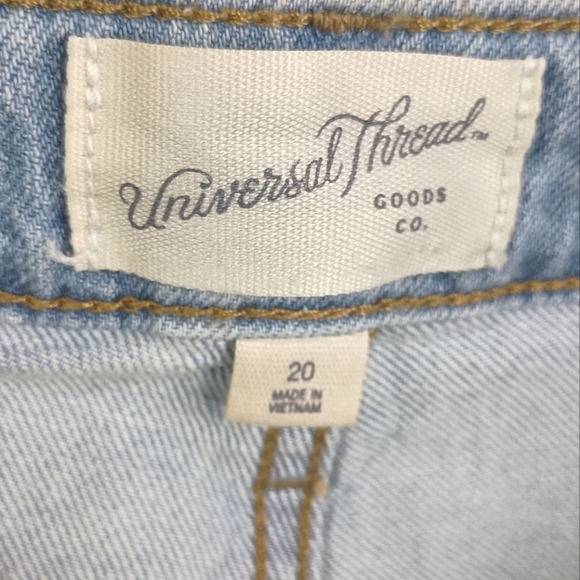 Universal Thread™
GOODS
CO.
20
MADE IN
VIETNAM